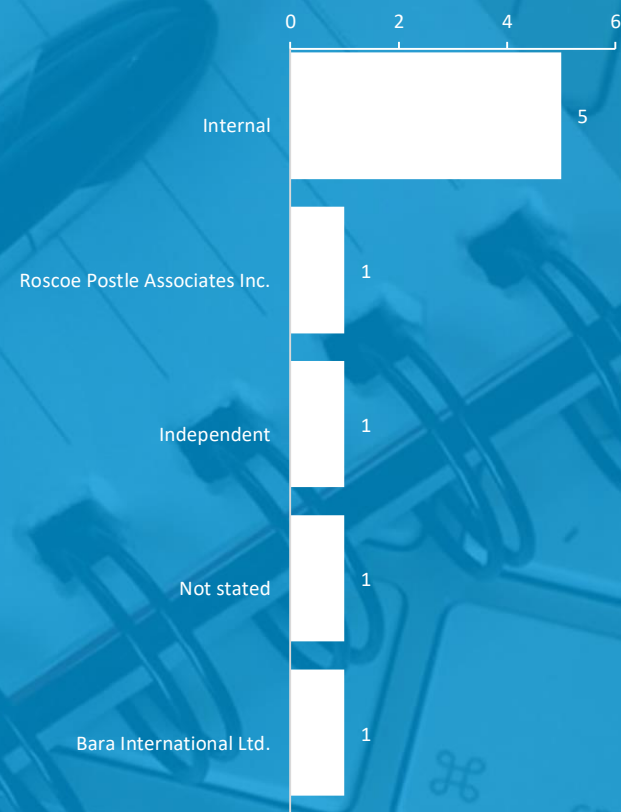 0 2 4 6
Internal 5
Roscoe Postle Associates Inc. 1
Independent 1
Not stated 1
Bara International Ltd. 1